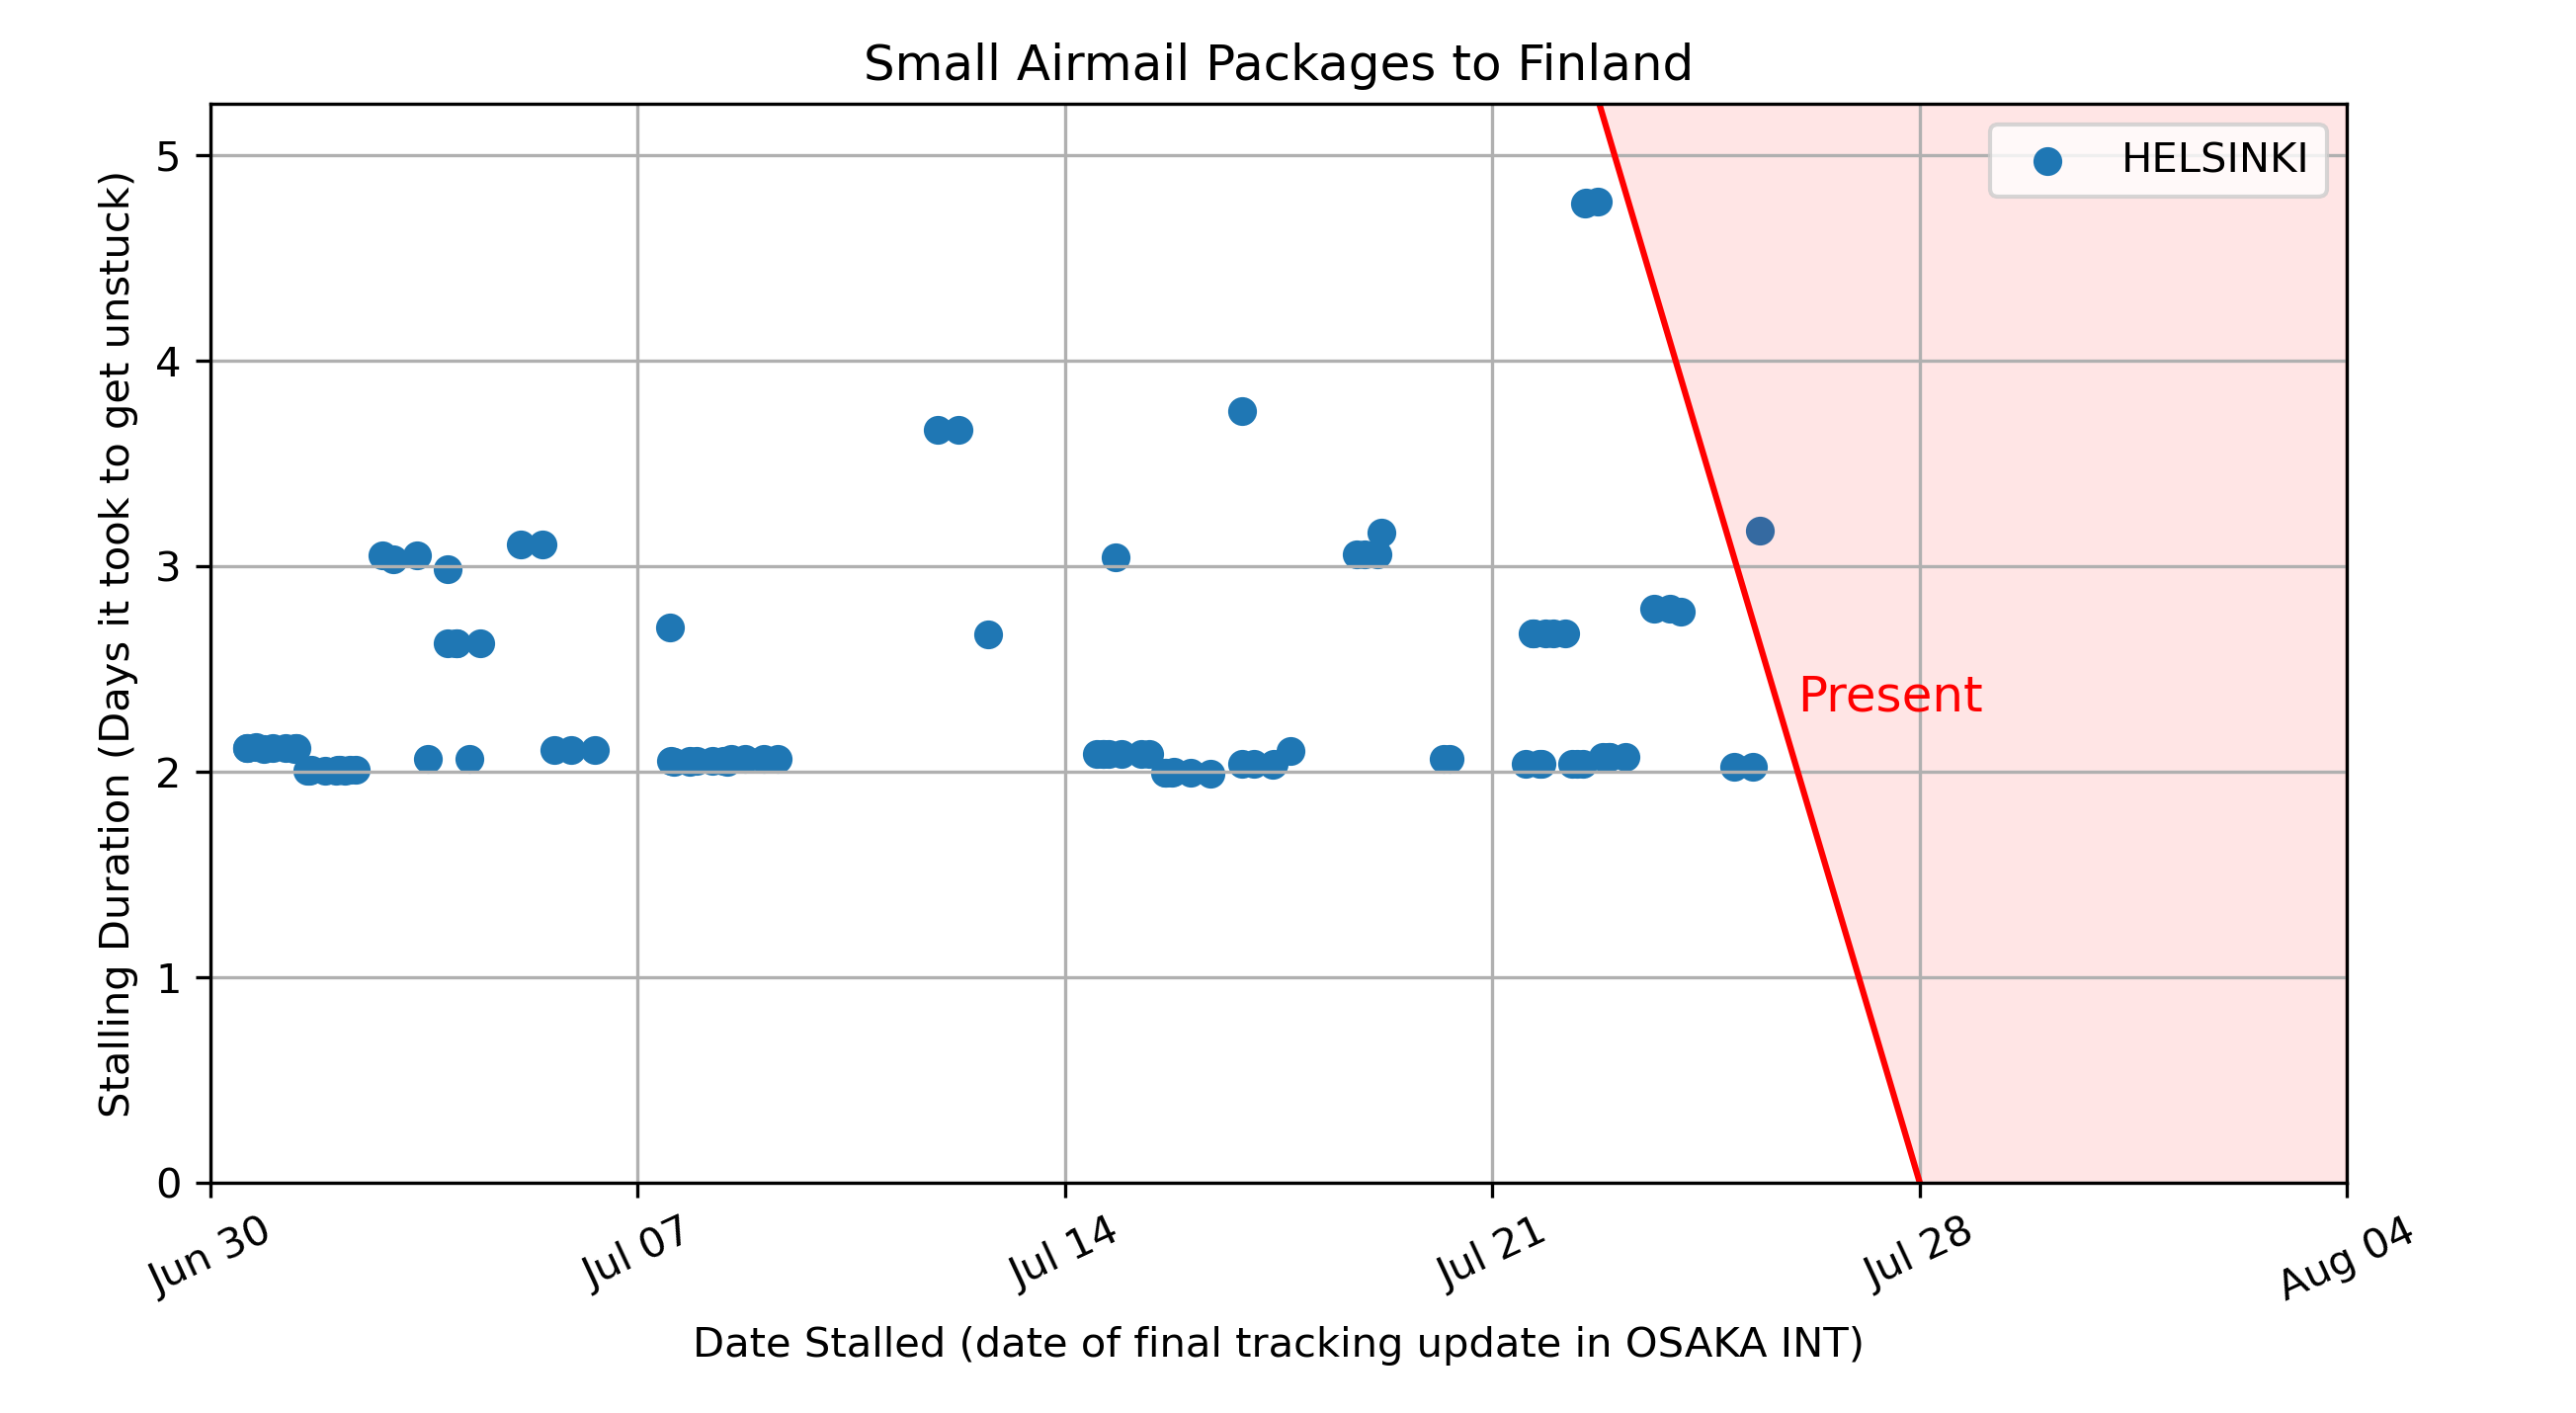 Small Airmail Packages to Finland
HELSINKI
Stalling Duration (Days it took to get unstuck)
5
4
3
2
1
0
Present
Jun 30
Jul 07
Jul 14
Jul 21
Jul 28
Aug 04
Date Stalled (date of final tracking update in OSAKA INT)